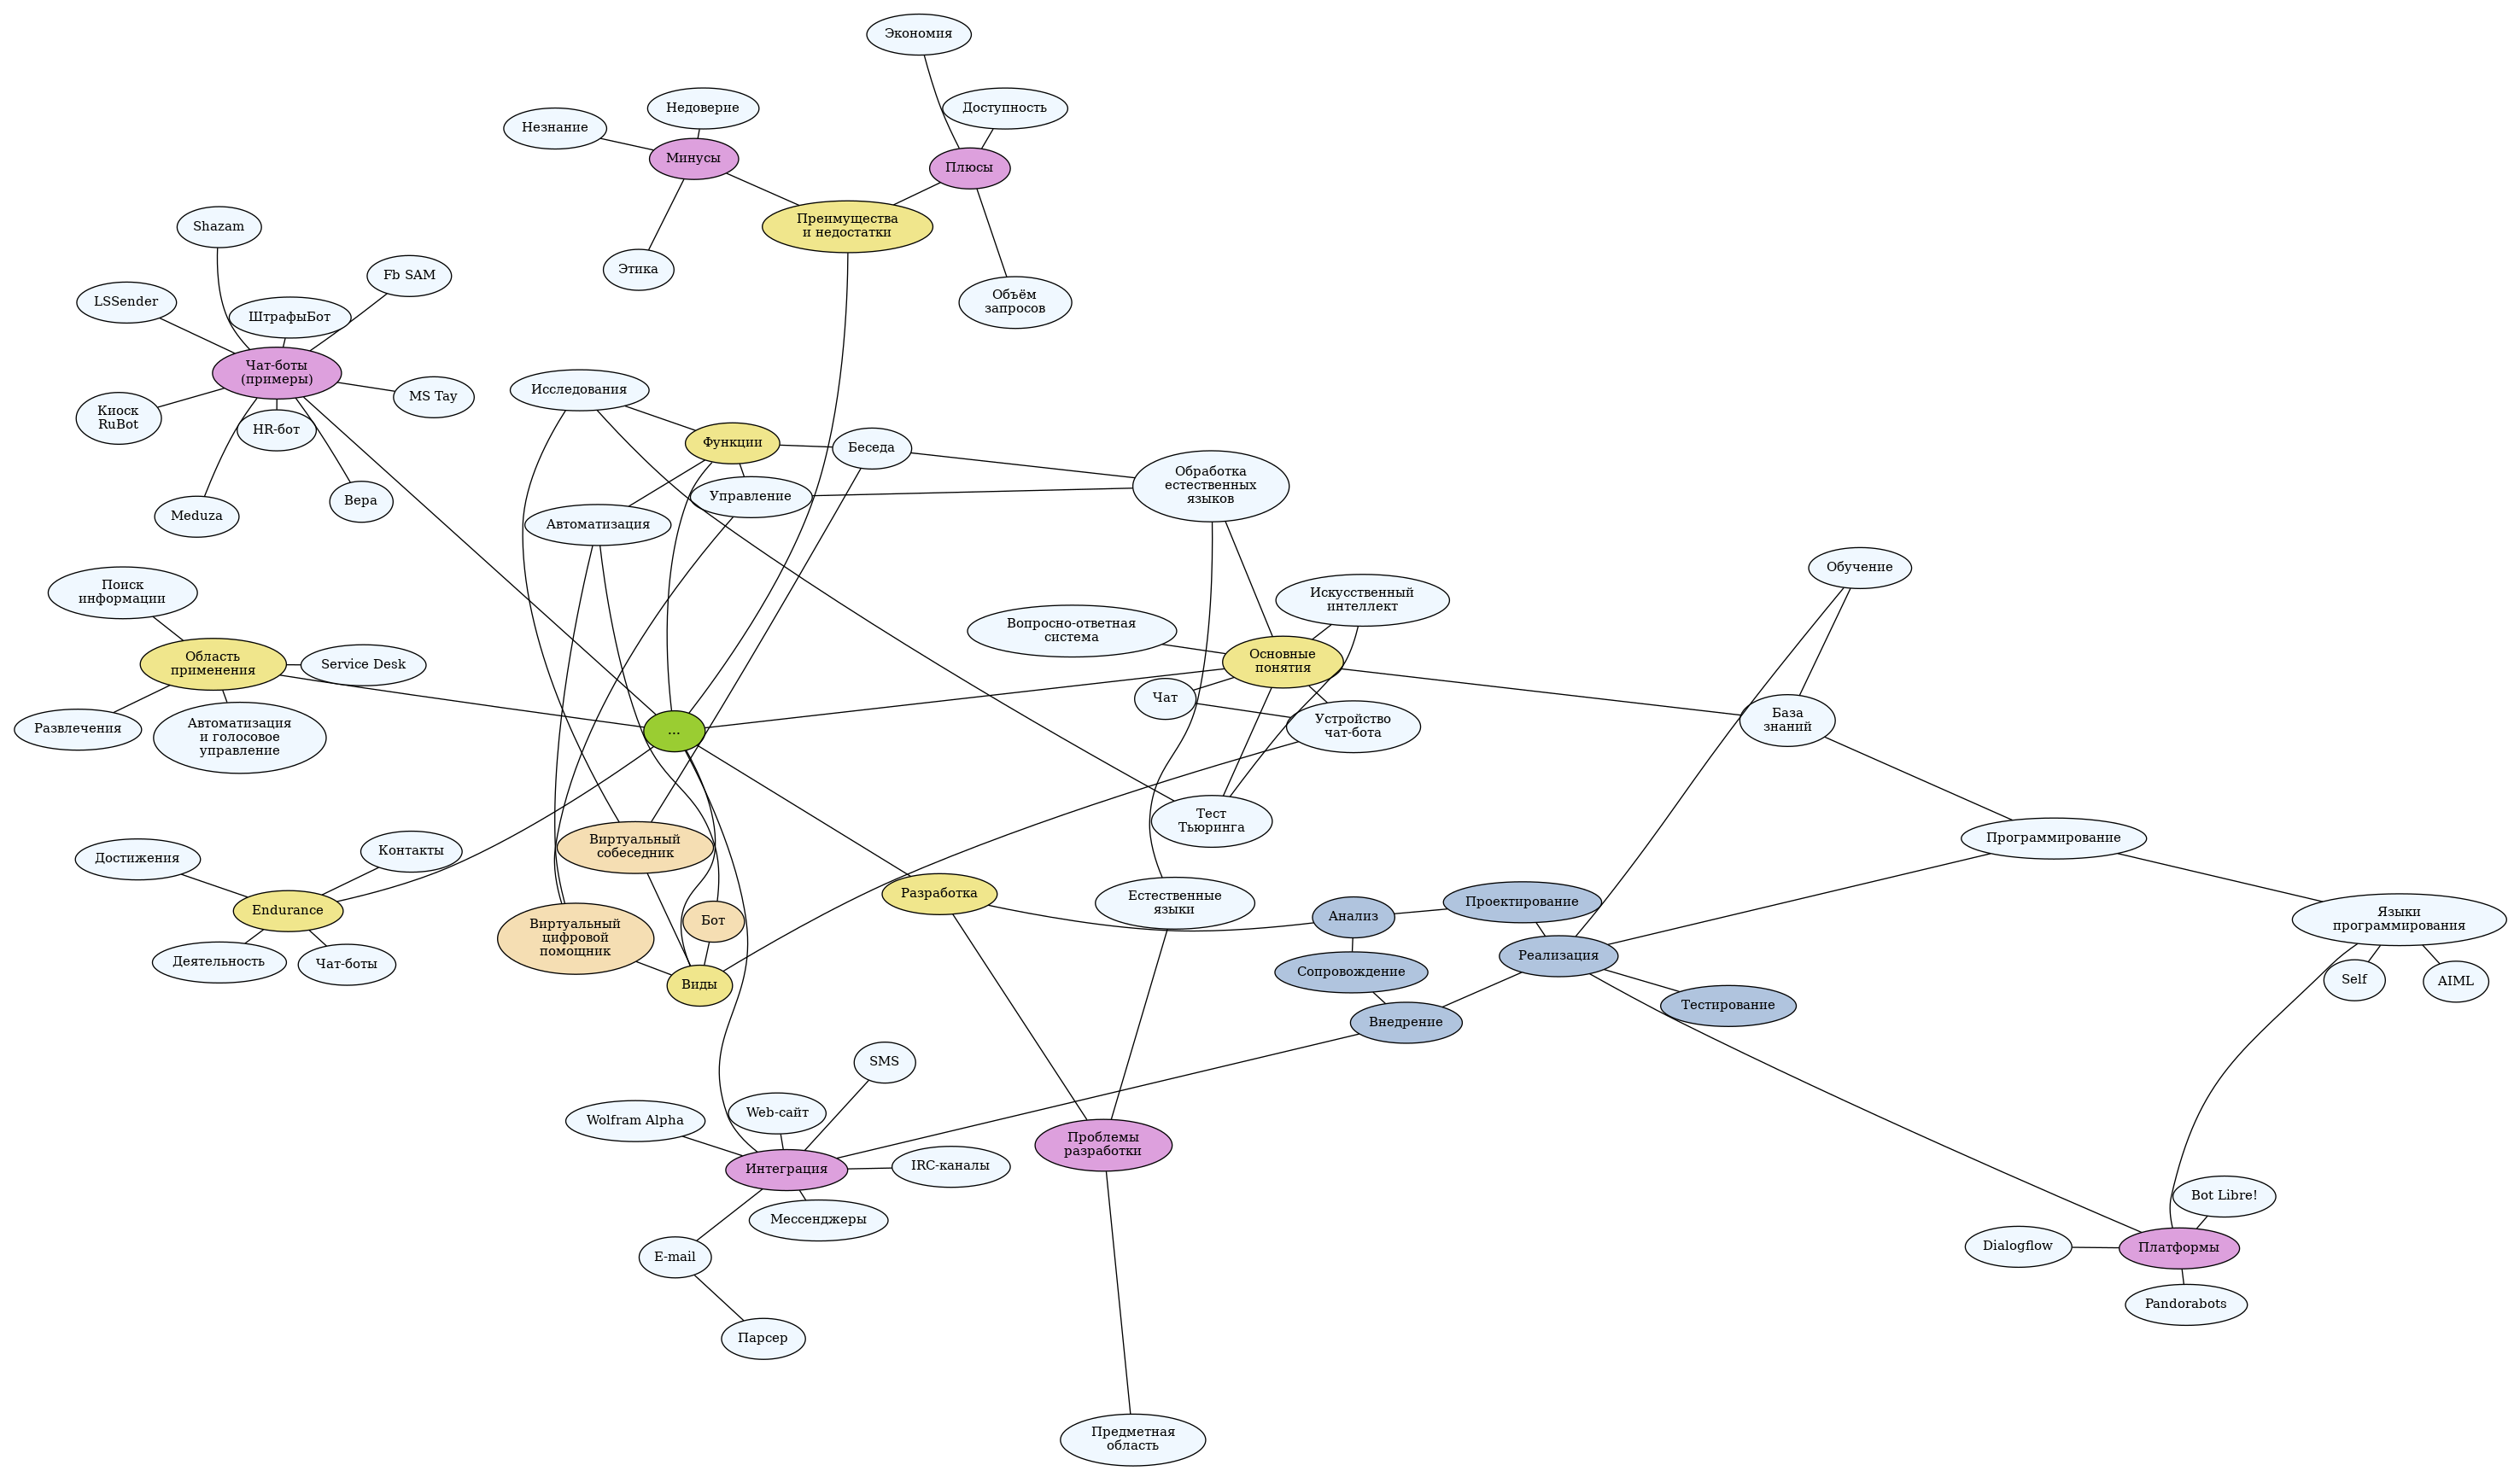 Экономия
Недоверие
Доступность
Незнание
Минусы
Плюсы
Преимущества
и недостатки
Shazam
Этика
Fb SAM
LSSender
ШтрафыБот
Объём
запросов
Чат-боты
(примеры)
Исследования
MS Tay
Киоск
RuBot
HR-бот
Функции
Беседа
Обработка
естественных
языков
Управление
Вера
Meduza
Автоматизация
Обучение
Поиск
информации
Искусственный
интеллект
Вопросно-ответная
система
Область
применения
Service Desk
Основные
понятия
Чат
База
знаний
Развлечения
Автоматизация
и голосовое
управление
...
Устройство
чат-бота
Тест
Тьюринга
Программирование
Достижения
Контакты
Виртуальный
собеседник
Разработка
Естественные
языки
Проектирование
Endurance
Анализ
Языки
программирования
Бот
Виртуальный
цифровой
помощник
Реализация
Деятельность
Чат-боты
Сопровождение
Виды
Self
AIML
Тестирование
Внедрение
SMS
Wolfram Alpha
Web-сайт
Проблемы
разработки
Интеграция
IRC-каналы
Bot Libre!
Мессенджеры
Dialogflow
Платформы
E-mail
Pandorabots
Парсер
Предметная
область